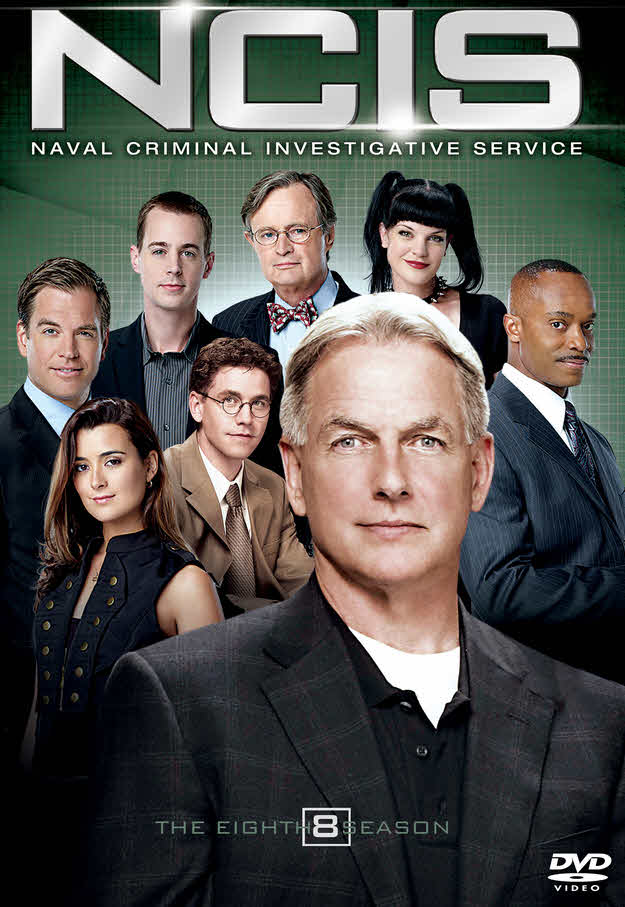 NCIS
NAVAL CRIMINAL INVESTIGATIVE SERVICE
THE EIGHTH 8 SEASON
DVD
VIDEO